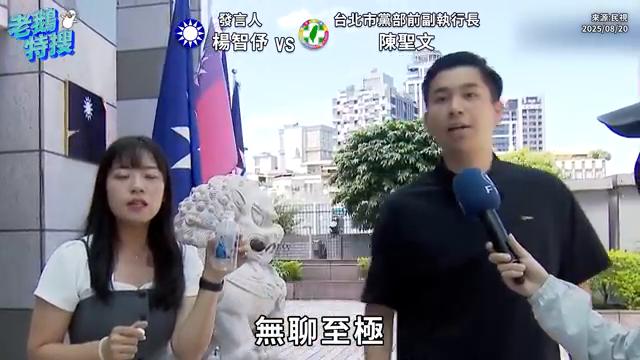 老鵝
特搜
發言人
楊智伃
VS
台北市黨部前副執行長
陳聖文
來源:民視
2025/08/20
F
無聊至極